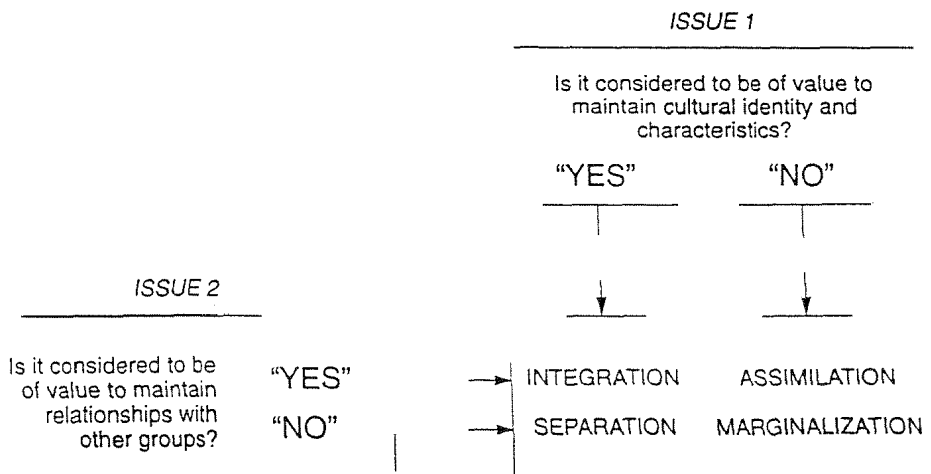 ISSUE 1
Is it considered to be of value to
maintain cultural identity and
characteristics?
“YES” “NO”
ISSUE 2
Is it considered to be
of value to maintain
relationships with
other groups?
“YES” INTEGRATION ASSIMILATION
“NO” SEPARATION MARGINALIZATION